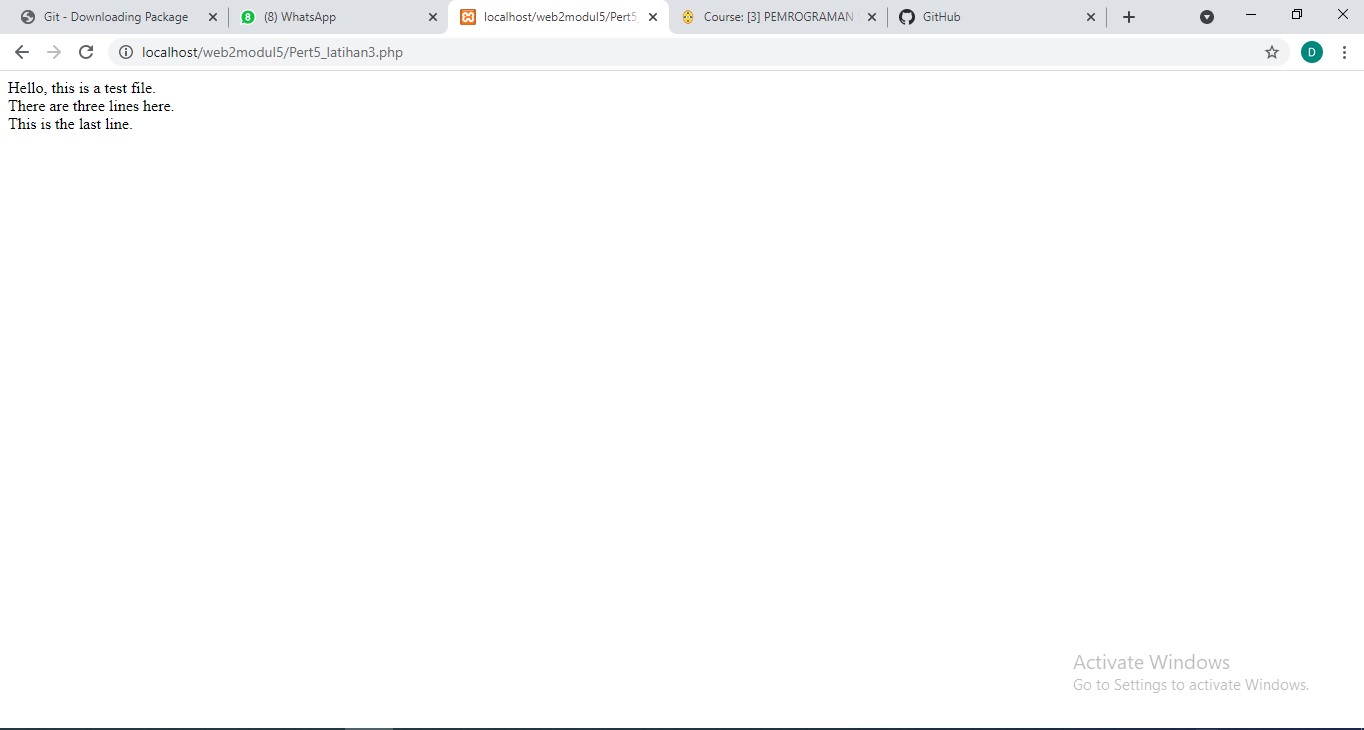 Git - Downloading Package
8
(8) WhatsApp
localhost/web2modul5/Pert5
Course: [3] PEMROGRAMAN
GitHub
localhost/web2modul5/Pert5_latihan3.php
D
Hello, this is a test file.
There are three lines here.
This is the last line.
Activate Windows
Go to Settings to activate Windows.